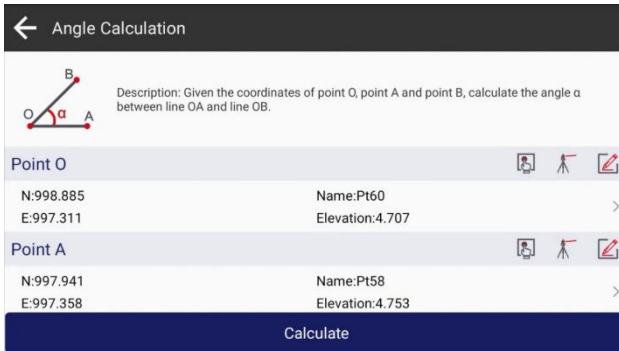 Angle Calculation
B
O α A
Description: Given the coordinates of point O, point A and point B, calculate the angle α
between line OA and line OB.
Point O
N:998.885 Name:Pt60
E:997.311 Elevation:4.707
Point A
N:997.941 Name:Pt58
E:997.358 Elevation:4.753
Calculate